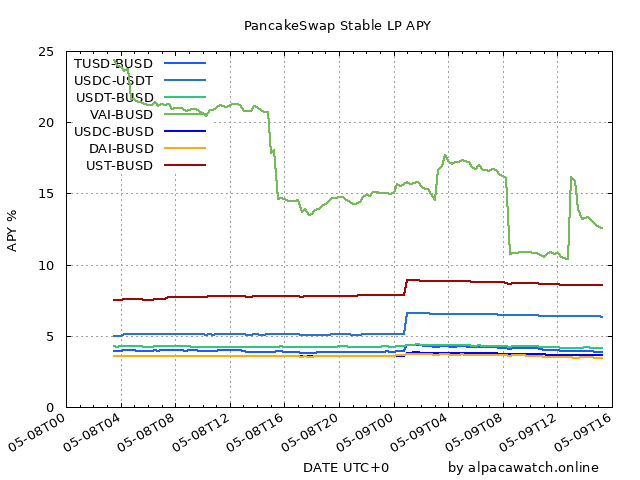 PancakeSwap Stable LP APY
25
20
15
10
5
0
APY %
TUSD-BUSD
USDC-USDT
USDT-BUSD
VAI-BUSD
USDC-BUSD
DAI-BUSD
UST-BUSD
05-08T00
05-08T04
05-08T08
05-08T12
05-08T16
05-08T20
05-09T00
05-09T04
05-09T08
05-09T12
05-09T16
DATE UTC+0
by alpacawatch.online